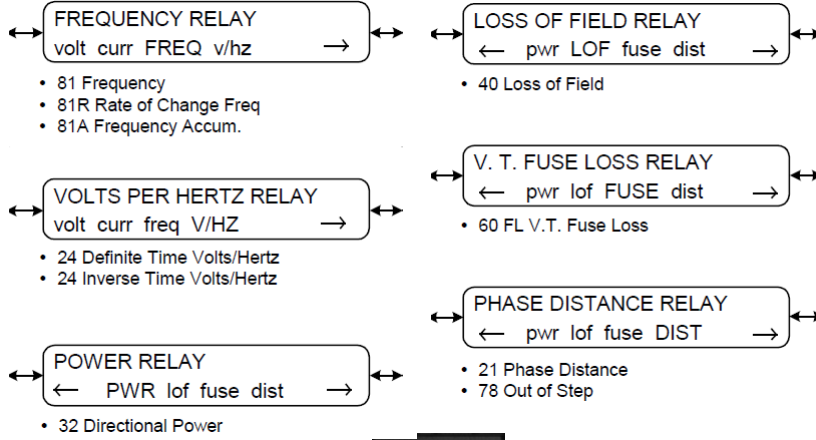 FREQUENCY RELAY
volt curr FREQ v/hz →
• 81 Frequency
• 81R Rate of Change Freq
• 81A Frequency Accum.
VOLTS PER HERTZ RELAY
volt curr freq V/HZ →
• 24 Definite Time Volts/Hertz
• 24 Inverse Time Volts/Hertz
POWER RELAY
← PWR lof fuse dist →
• 32 Directional Power
LOSS OF FIELD RELAY
← pwr LOF fuse dist →
• 40 Loss of Field
V. T. FUSE LOSS RELAY
← pwr lof FUSE dist →
• 60 FL V.T. Fuse Loss
PHASE DISTANCE RELAY
← pwr lof fuse DIST →
• 21 Phase Distance
• 78 Out of Step